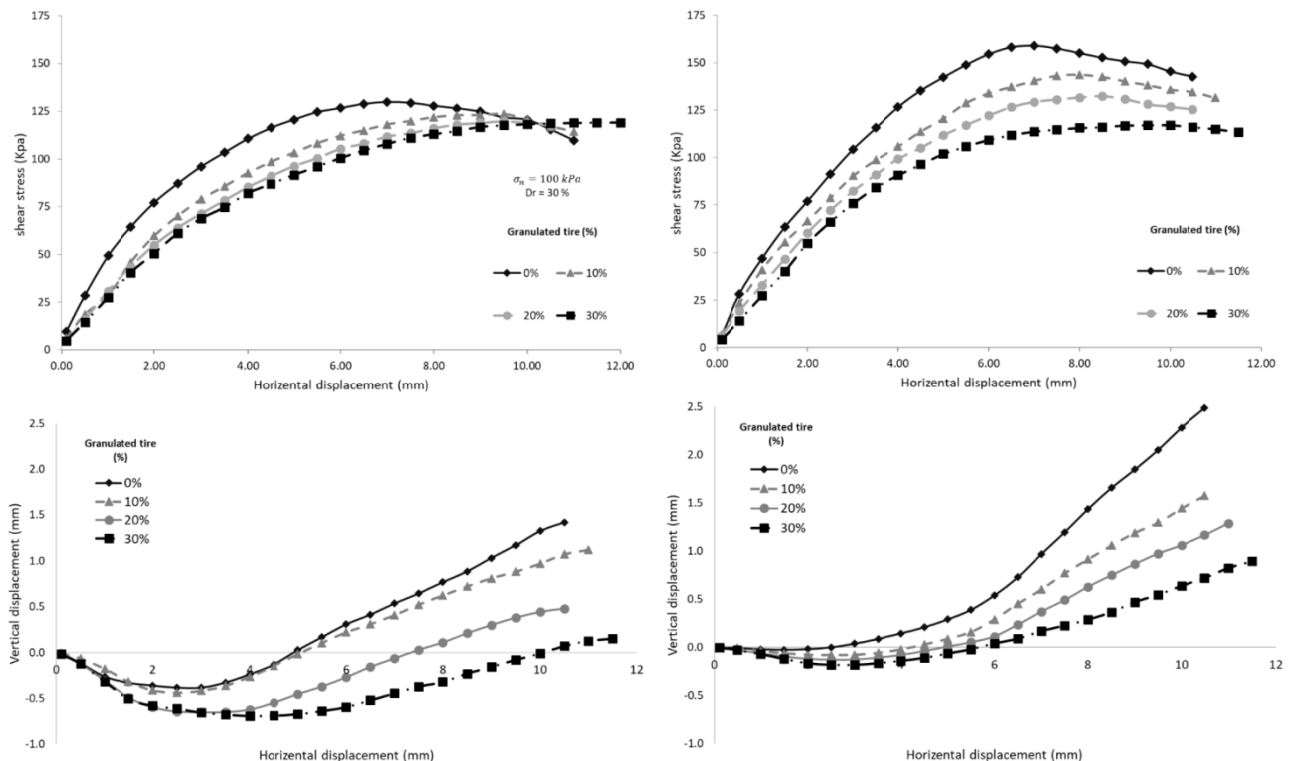 175
150
125
100
75
50
25
0
shear stress (Kpa)
0.00 2.00 4.00 6.00 8.00 10.00 12.00
Horizental displacement (mm)
σn = 100 kPa
Dr = 30 %
Granulated tire (%)
0% 10%
20% 30%
175
150
125
100
75
50
25
0
shear stress (Kpa)
0.00 2.00 4.00 6.00 8.00 10.00 12.00
Horizental displacement (mm)
Granulated tire (%)
0% 10%
20% 30%
2.5
2.0
1.5
1.0
0.5
0.0
-0.5
-1.0
Vertical displacement (mm)
2 4 6 8 10 12
Horizental displacement (mm)
Granulated tire
(%)
0%
10%
20%
30%
2.5
2.0
1.5
1.0
0.5
0.0
-0.5
-1.0
Vertical displacement (mm)
2 4 6 8 10 12
Horizental displacement (mm)
Granulated tire
(%)
0%
10%
20%
30%